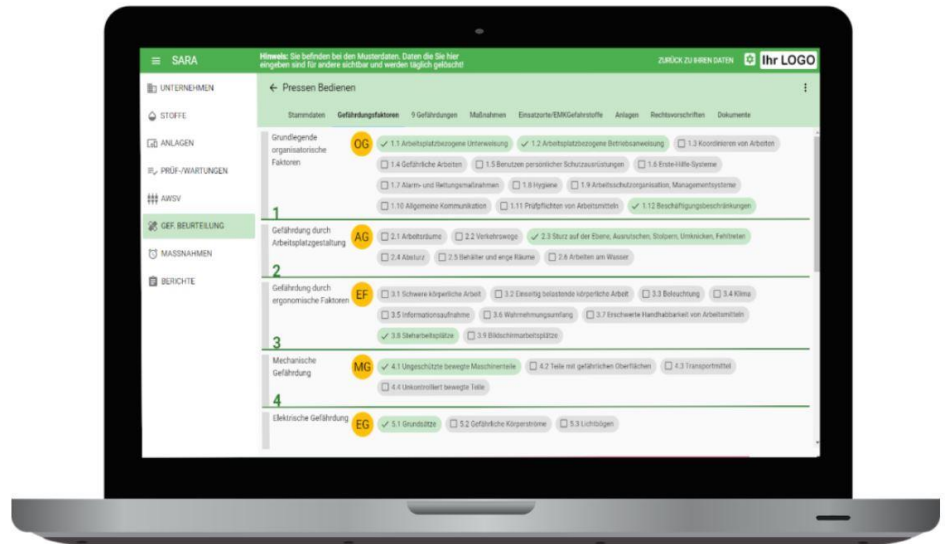 SARA
Hinweis: Sie befinden bei den Musterdaten. Daten die Sie hier
eingeben sind für andere sichtbar und werden täglich gelöscht!
ZURÜCK ZU IHREN DATEN
Ihr LOGO
UNTERNEHMEN
STOFFE
ANLAGEN
PRÜF-/WARTUNGEN
AWSV
GEF. BEURTEILUNG
MASSNAHMEN
BERICHTE
Pressen Bedienen
Stammdaten Gefährdungsfaktoren 9 Gefährdungen Maßnahmen Einsatzorte/EMKGefahrstoffe Anlagen Rechtsvorschriften Dokumente
Grundlegende
organisatorische
Faktoren
1
OG
1.1 Arbeitsplatzbezogene Unterweisung 1.2 Arbeitsplatzbezogene Betriebsanweisung 1.3 Koordinieren von Arbeiten
1.4 Gefährliche Arbeiten 1.5 Benutzen persönlicher Schutzausrüstungen 1.6 Erste-Hilfe-Systeme
1.7 Alarm- und Rettungsmaßnahmen 1.8 Hygiene 1.9 Arbeitsschutzorganisation, Managementsysteme
1.10 Allgemeine Kommunikation 1.11 Prüfpflichten von Arbeitsmitteln 1.12 Beschäftigungsbeschränkungen
Gefährdung durch
Arbeitsplatzgestaltung
2
AG
2.1 Arbeitsräume 2.2 Verkehrswege 2.3 Sturz auf der Ebene, Ausrutschen, Stolpern, Umknicken, Fehltreten
2.4 Absturz 2.5 Behälter und enge Räume 2.6 Arbeiten am Wasser
Gefährdung durch
ergonomische Faktoren
3
EF
3.1 Schwere körperliche Arbeit 3.2 Einseitig belastende körperliche Arbeit 3.3 Beleuchtung 3.4 Klima
3.5 Informationsaufnahme 3.6 Wahrnehmungsumfang 3.7 Erschwerte Handhabbarkeit von Arbeitsmitteln
3.8 Steharbeitsplätze 3.9 Bildschirmarbeitsplätze
Mechanische
Gefährdung
4
MG
4.1 Ungeschützte bewegte Maschinenteile 4.2 Teile mit gefährlichen Oberflächen 4.3 Transportmittel
4.4 Unkontrolliert bewegte Teile
Elektrische Gefährdung
EG
5.1 Grundsätze 5.2 Gefährliche Körperströme 5.3 Lichtbögen